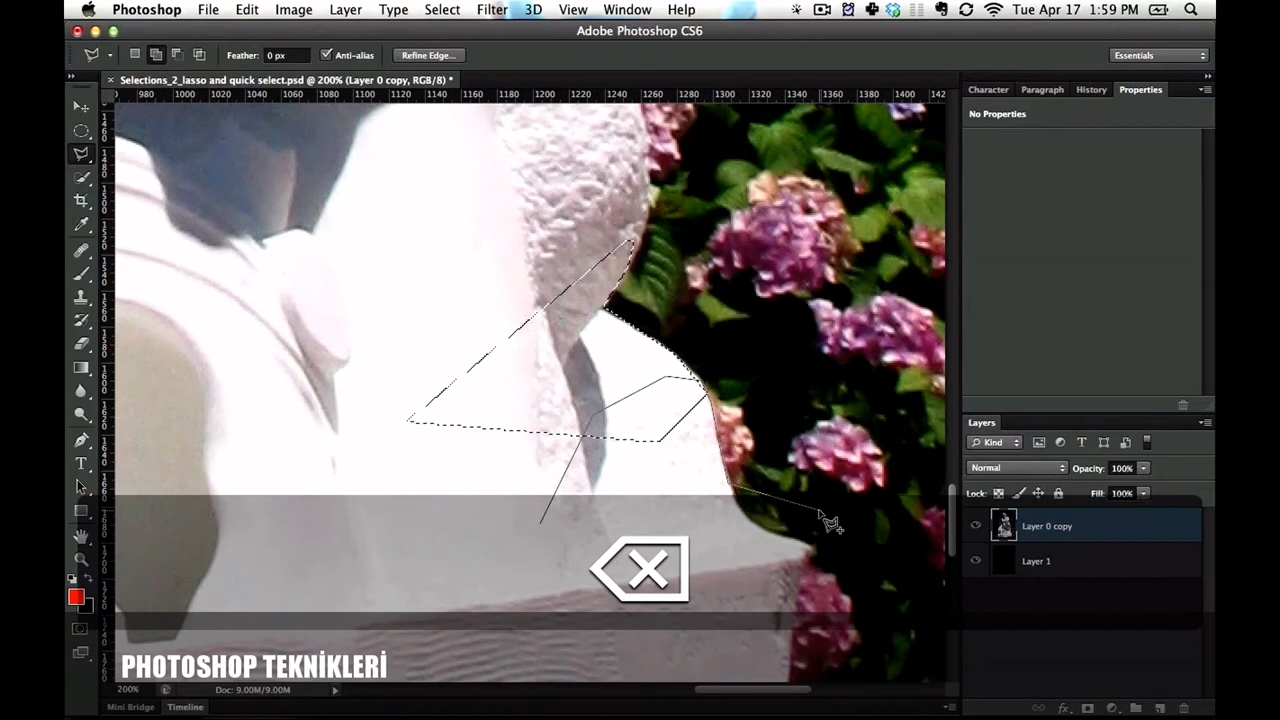 Photoshop File Edit Image Layer Type Select Filter 3D View Window Help Tue Apr 17 1:59 PM
Adobe Photoshop CS6
Feather: 0 px Anti-alias Refine Edge... Essentials
Selections_2_lasso and quick select.psd @ 200% (Layer 0 copy, RGB/8) *
Character Paragraph History Properties
980 1000 1020 1040 1060 1080 1100 1120 1140 1160 1180 1200 1220 1240 1260 1280 1300 1320 1340 1360 1380 1400 142
No Properties
Layers
Kind
Normal Opacity: 100%
Lock: Fill: 100%
Layer 0 copy
Layer 1
PHOTOSHOP TEKNİKLERİ
200% Doc: 9.00M/9.00M
Mini Bridge Timeline